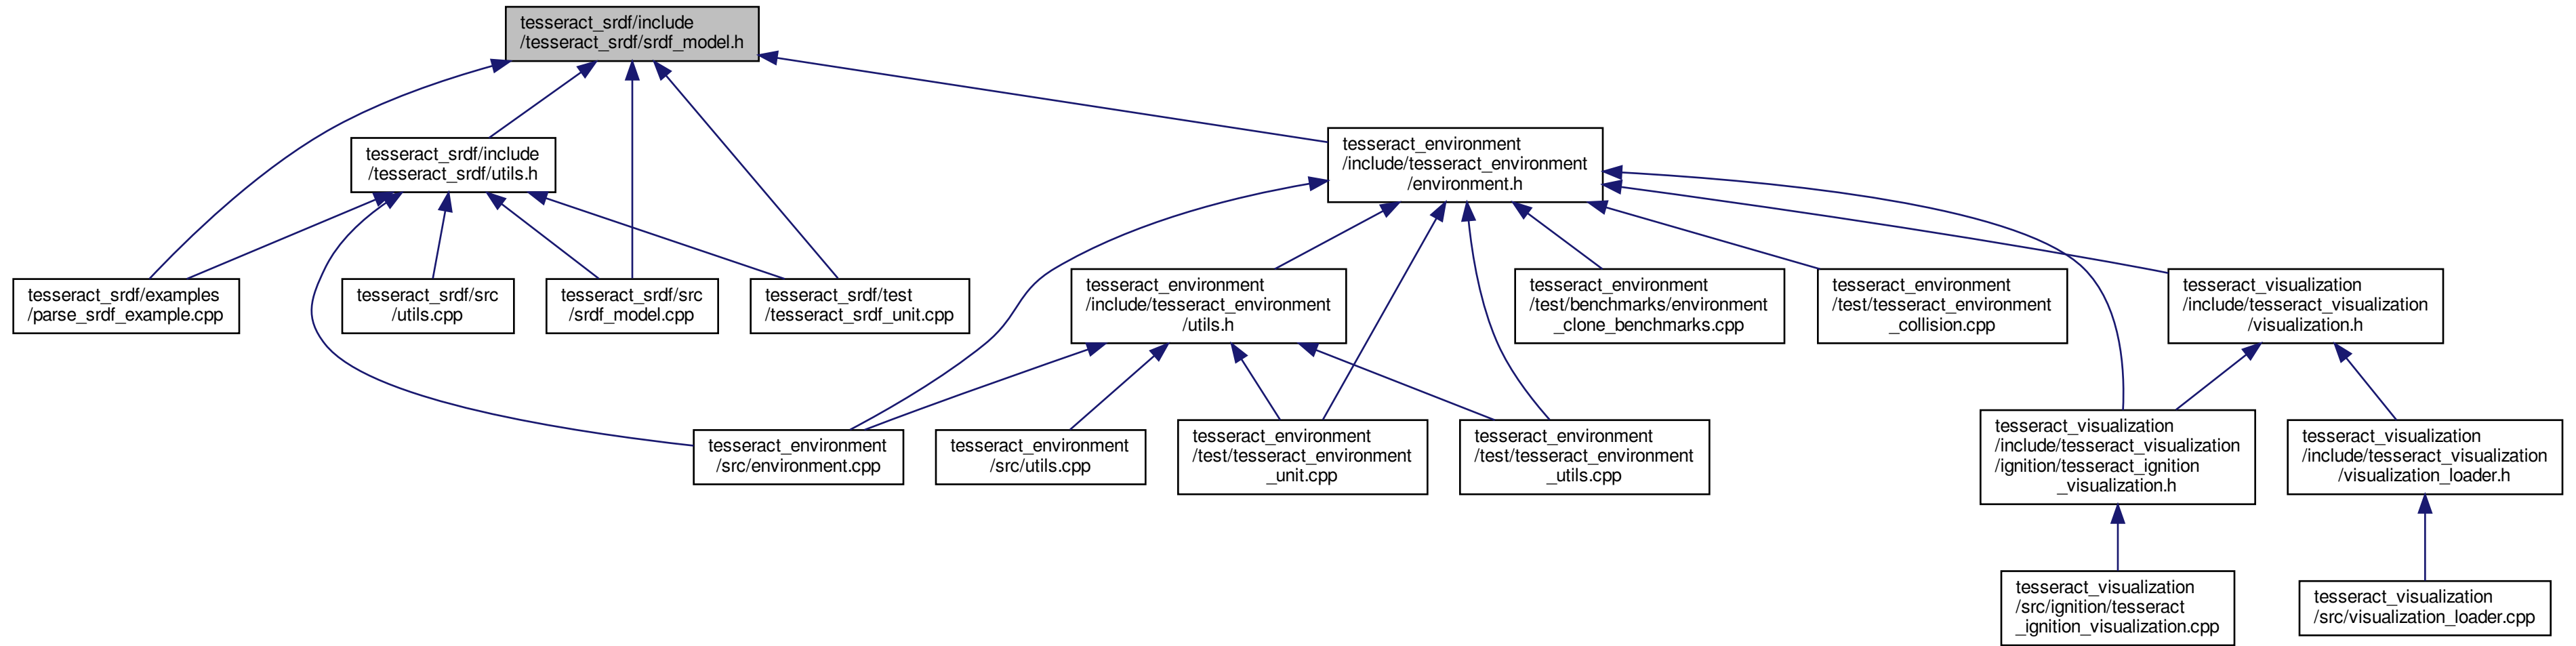 tesseract_srdf/include
/tesseract_srdf/srdf_model.h
tesseract_srdf/include
/tesseract_srdf/utils.h
tesseract_environment
/include/tesseract_environment
/environment.h
tesseract_srdf/examples
/parse_srdf_example.cpp
tesseract_srdf/src
/utils.cpp
tesseract_srdf/src
/srdf_model.cpp
tesseract_srdf/test
/tesseract_srdf_unit.cpp
tesseract_environment
/include/tesseract_environment
/utils.h
tesseract_environment
/test/benchmarks/environment
_clone_benchmarks.cpp
tesseract_environment
/test/tesseract_environment
_collision.cpp
tesseract_visualization
/include/tesseract_visualization
/visualization.h
tesseract_environment
/src/environment.cpp
tesseract_environment
/src/utils.cpp
tesseract_environment
/test/tesseract_environment
_unit.cpp
tesseract_environment
/test/tesseract_environment
_utils.cpp
tesseract_visualization
/include/tesseract_visualization
/ignition/tesseract_ignition
_visualization.h
tesseract_visualization
/include/tesseract_visualization
/visualization_loader.h
tesseract_visualization
/src/ignition/tesseract
_ignition_visualization.cpp
tesseract_visualization
/src/visualization_loader.cpp